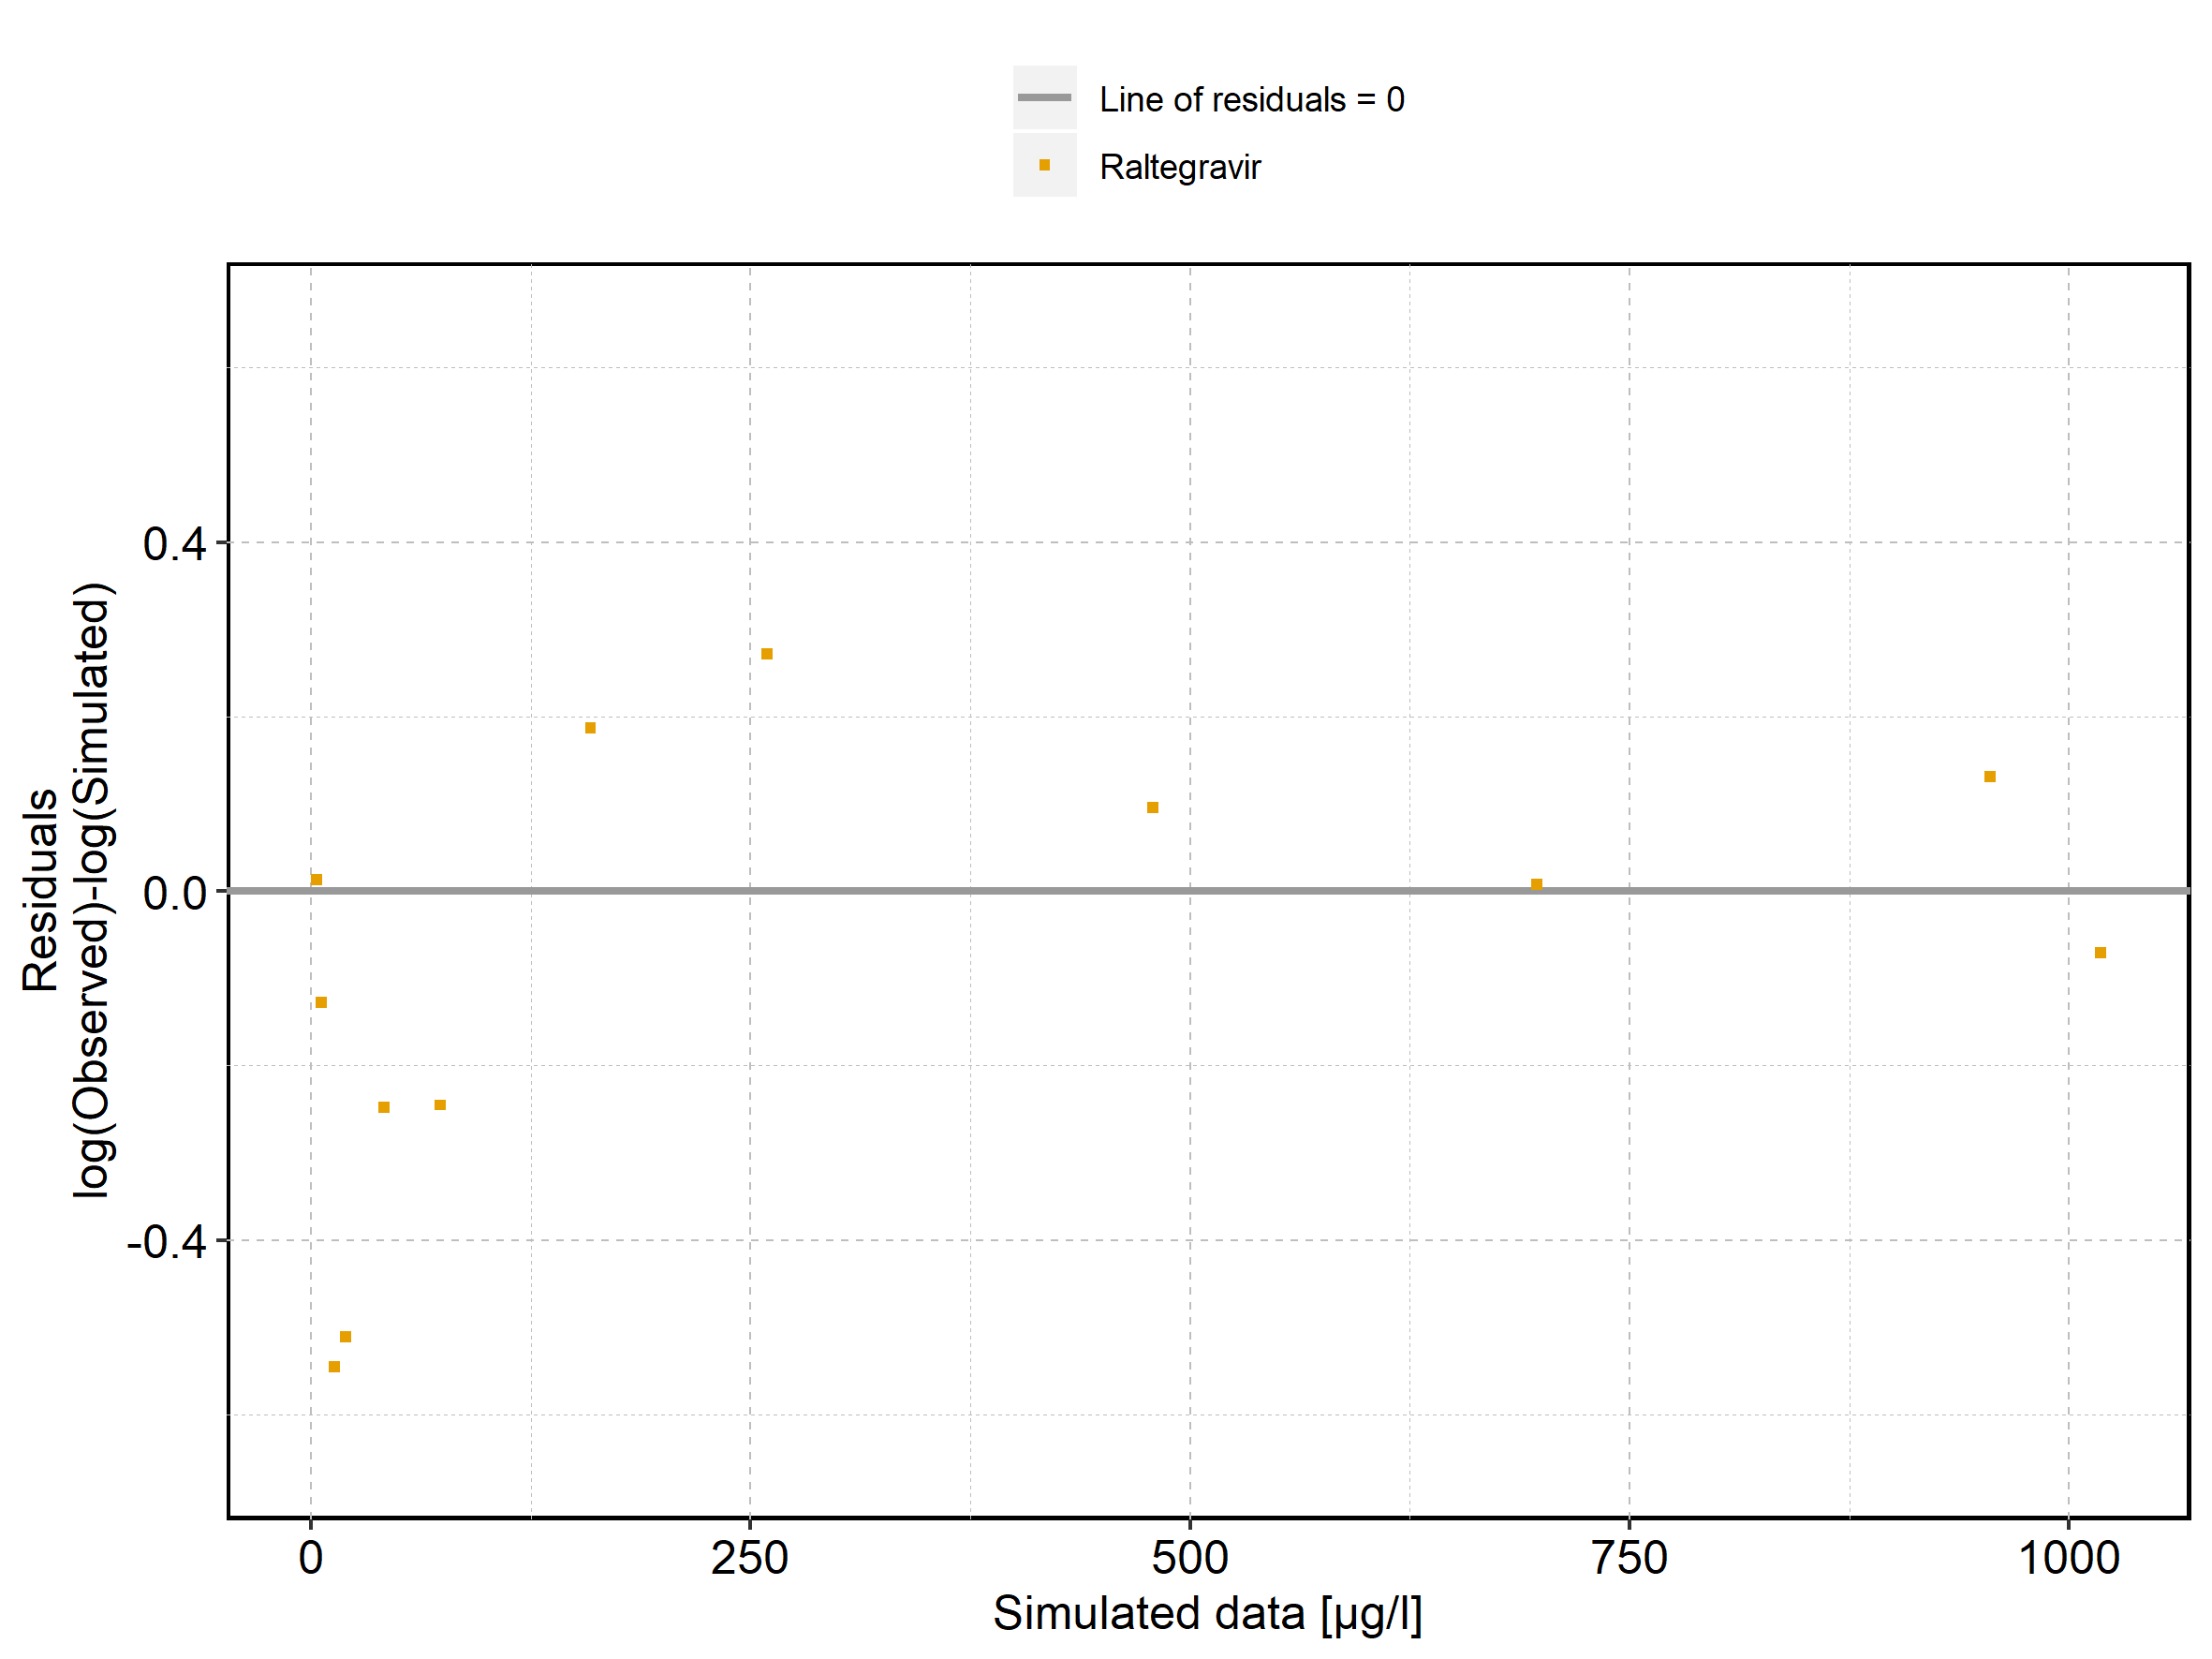 Line of residuals = 0
Raltegravir
Residuals
log(Observed)-log(Simulated)
0.4
0.0
-0.4
0
250
500
750
1000
Simulated data [µg/l]